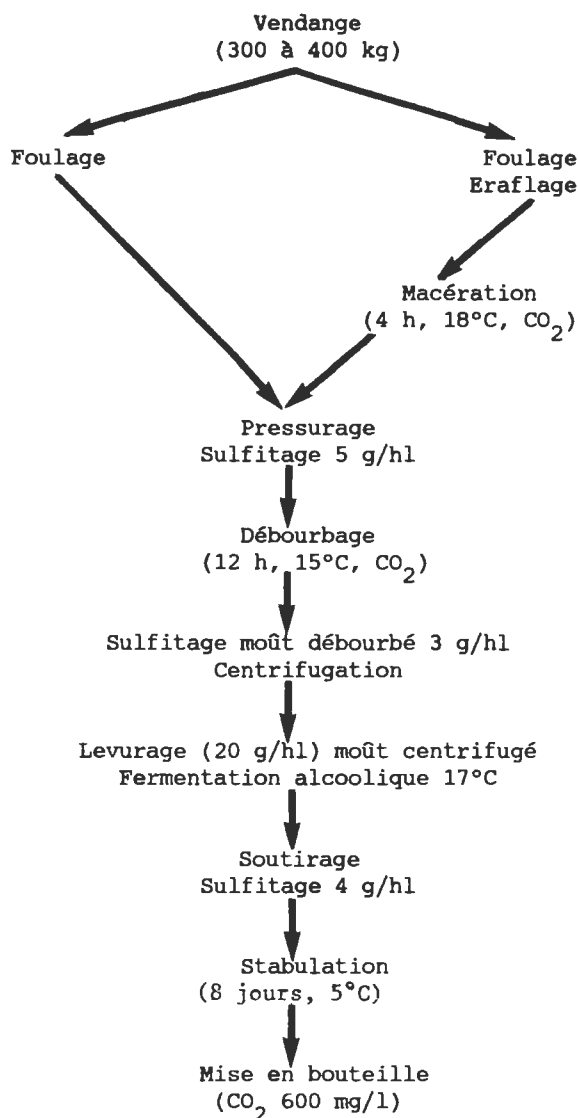 Vendange
(300 à 400 kg)
Foulage
Foulage
Eraflage
Macération
(4 h, 18°C, CO2)
Pressurage
Sulfitage 5 g/hl
Débourbage
(12 h, 15°C, CO2)
Sulfitage moût débourbé 3 g/hl
Centrifugation
Levurage (20 g/hl) moût centrifugé
Fermentation alcoolique 17°C
Soutirage
Sulfitage 4 g/hl
Stabulation
(8 jours, 5°C)
Mise en bouteille
(CO2 600 mg/l)